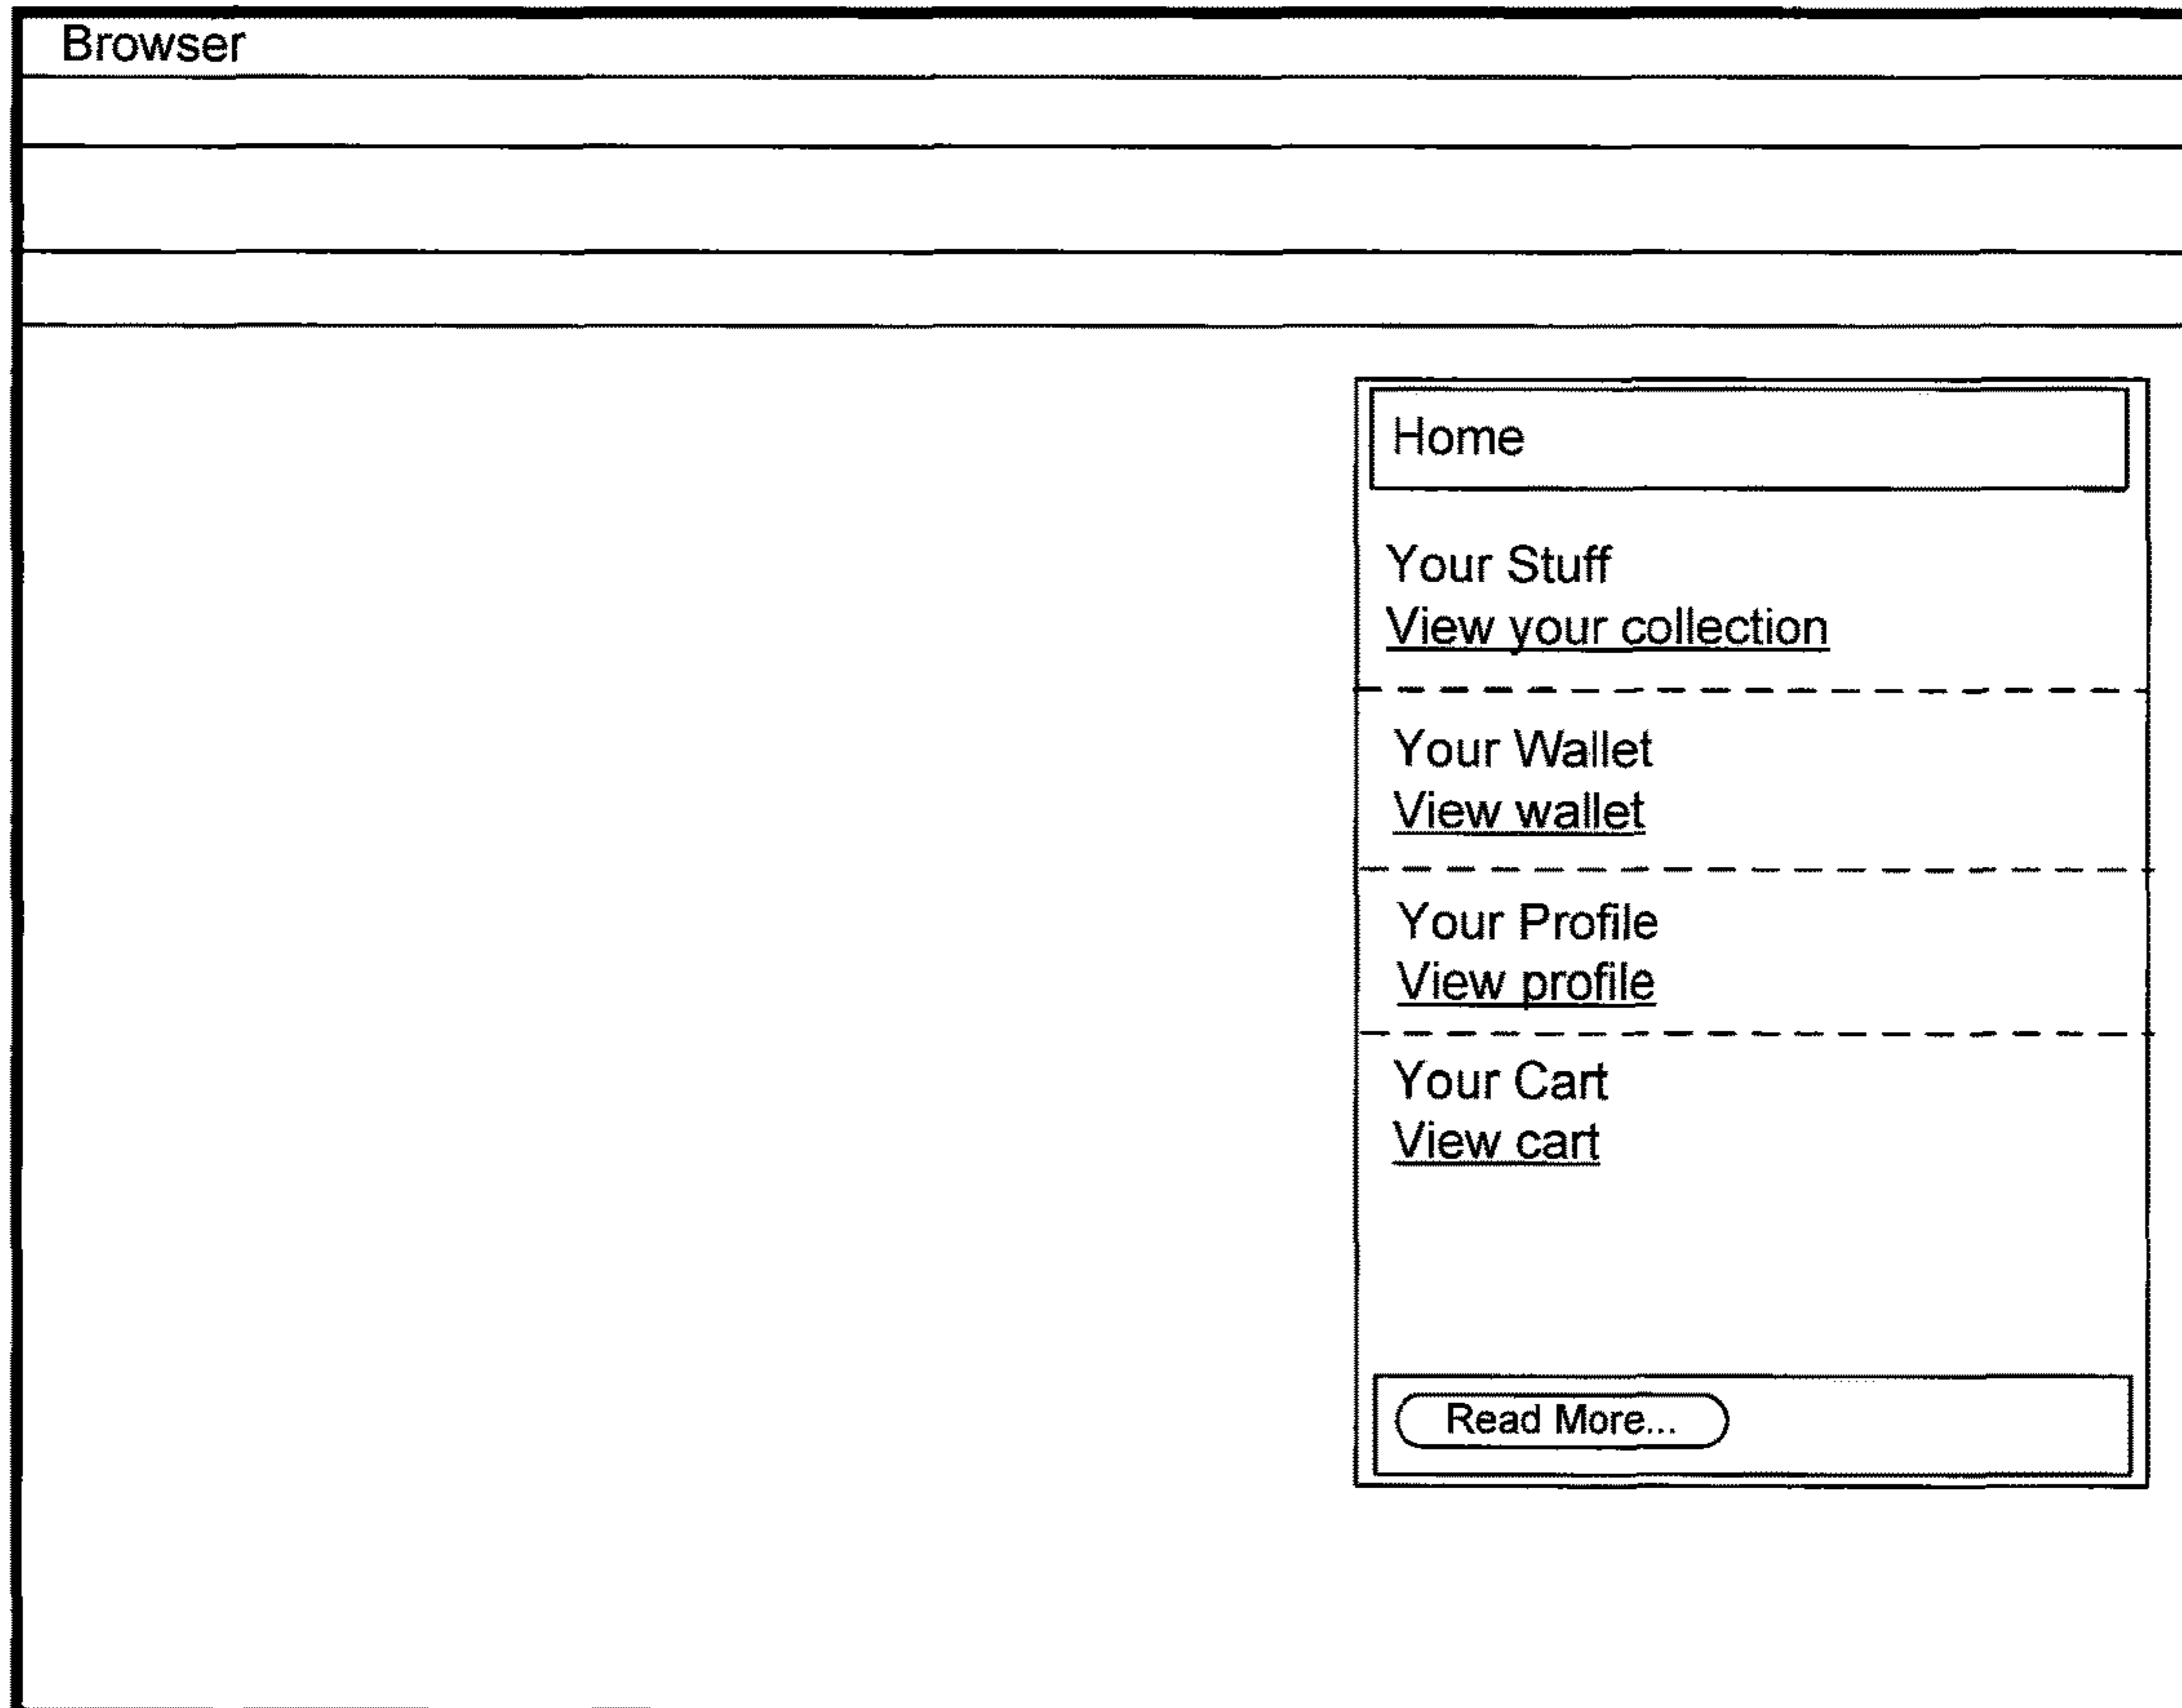 Browser
Home
Your Stuff
View your collection
Your Wallet
View wallet
Your Profile
View profile
Your Cart
View cart
Read More...